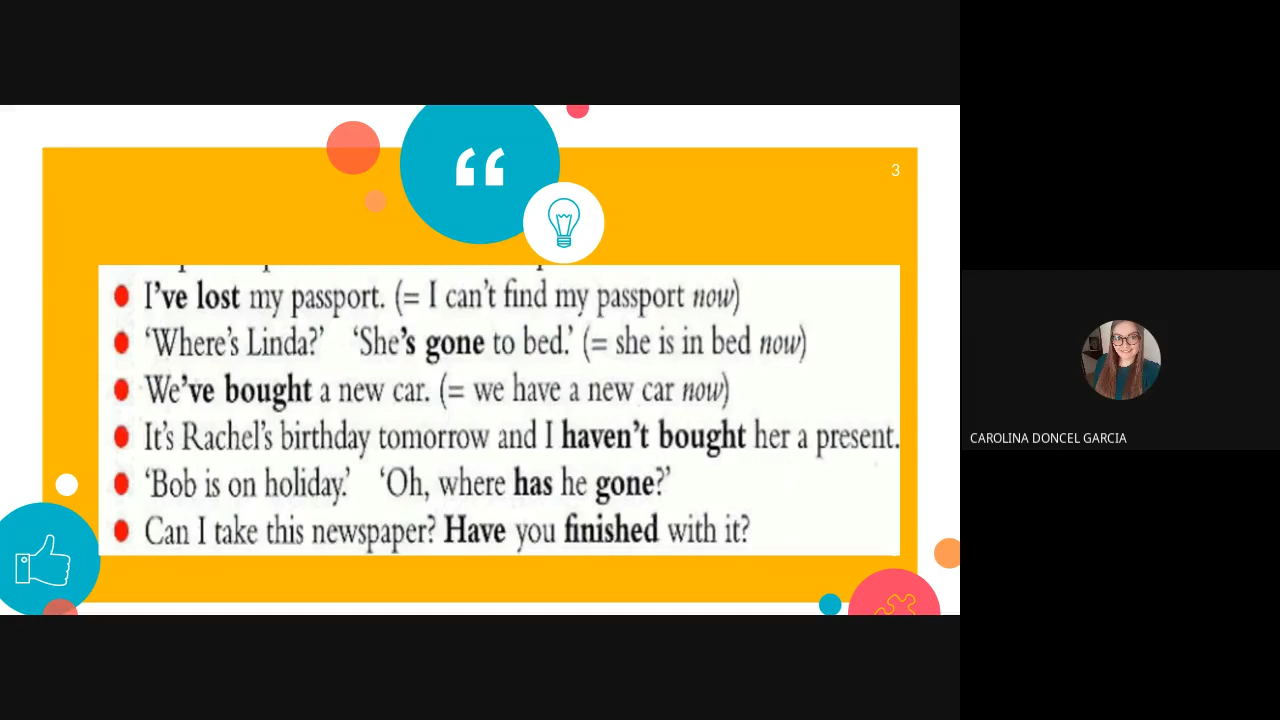 “
3
I've lost my passport. (= I can't find my passport now)
‘Where's Linda?’ ‘She's gone to bed.’ (= she is in bed now)
We've bought a new car. (= we have a new car now)
It's Rachel's birthday tomorrow and I haven't bought her a present.
‘Bob is on holiday.’ ‘Oh, where has he gone?’
Can I take this newspaper? Have you finished with it?
CAROLINA DONCEL GARCIA